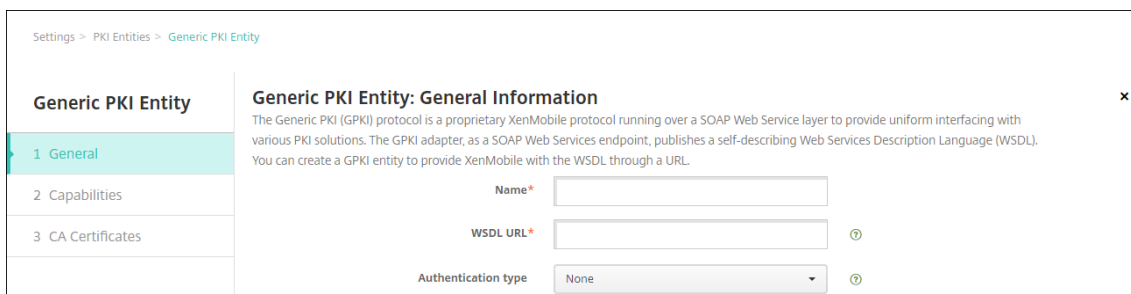 Settings > PKI Entities > Generic PKI Entity
Generic PKI Entity
1 General
2 Capabilities
3 CA Certificates
Generic PKI Entity: General Information
The Generic PKI (GPKI) protocol is a proprietary XenMobile protocol running over a SOAP Web Service layer to provide uniform interfacing with
various PKI solutions. The GPKI adapter, as a SOAP Web Services endpoint, publishes a self-describing Web Services Description Language (WSDL).
You can create a GPKI entity to provide XenMobile with the WSDL through a URL.
Name*
WSDL URL*
Authentication type None